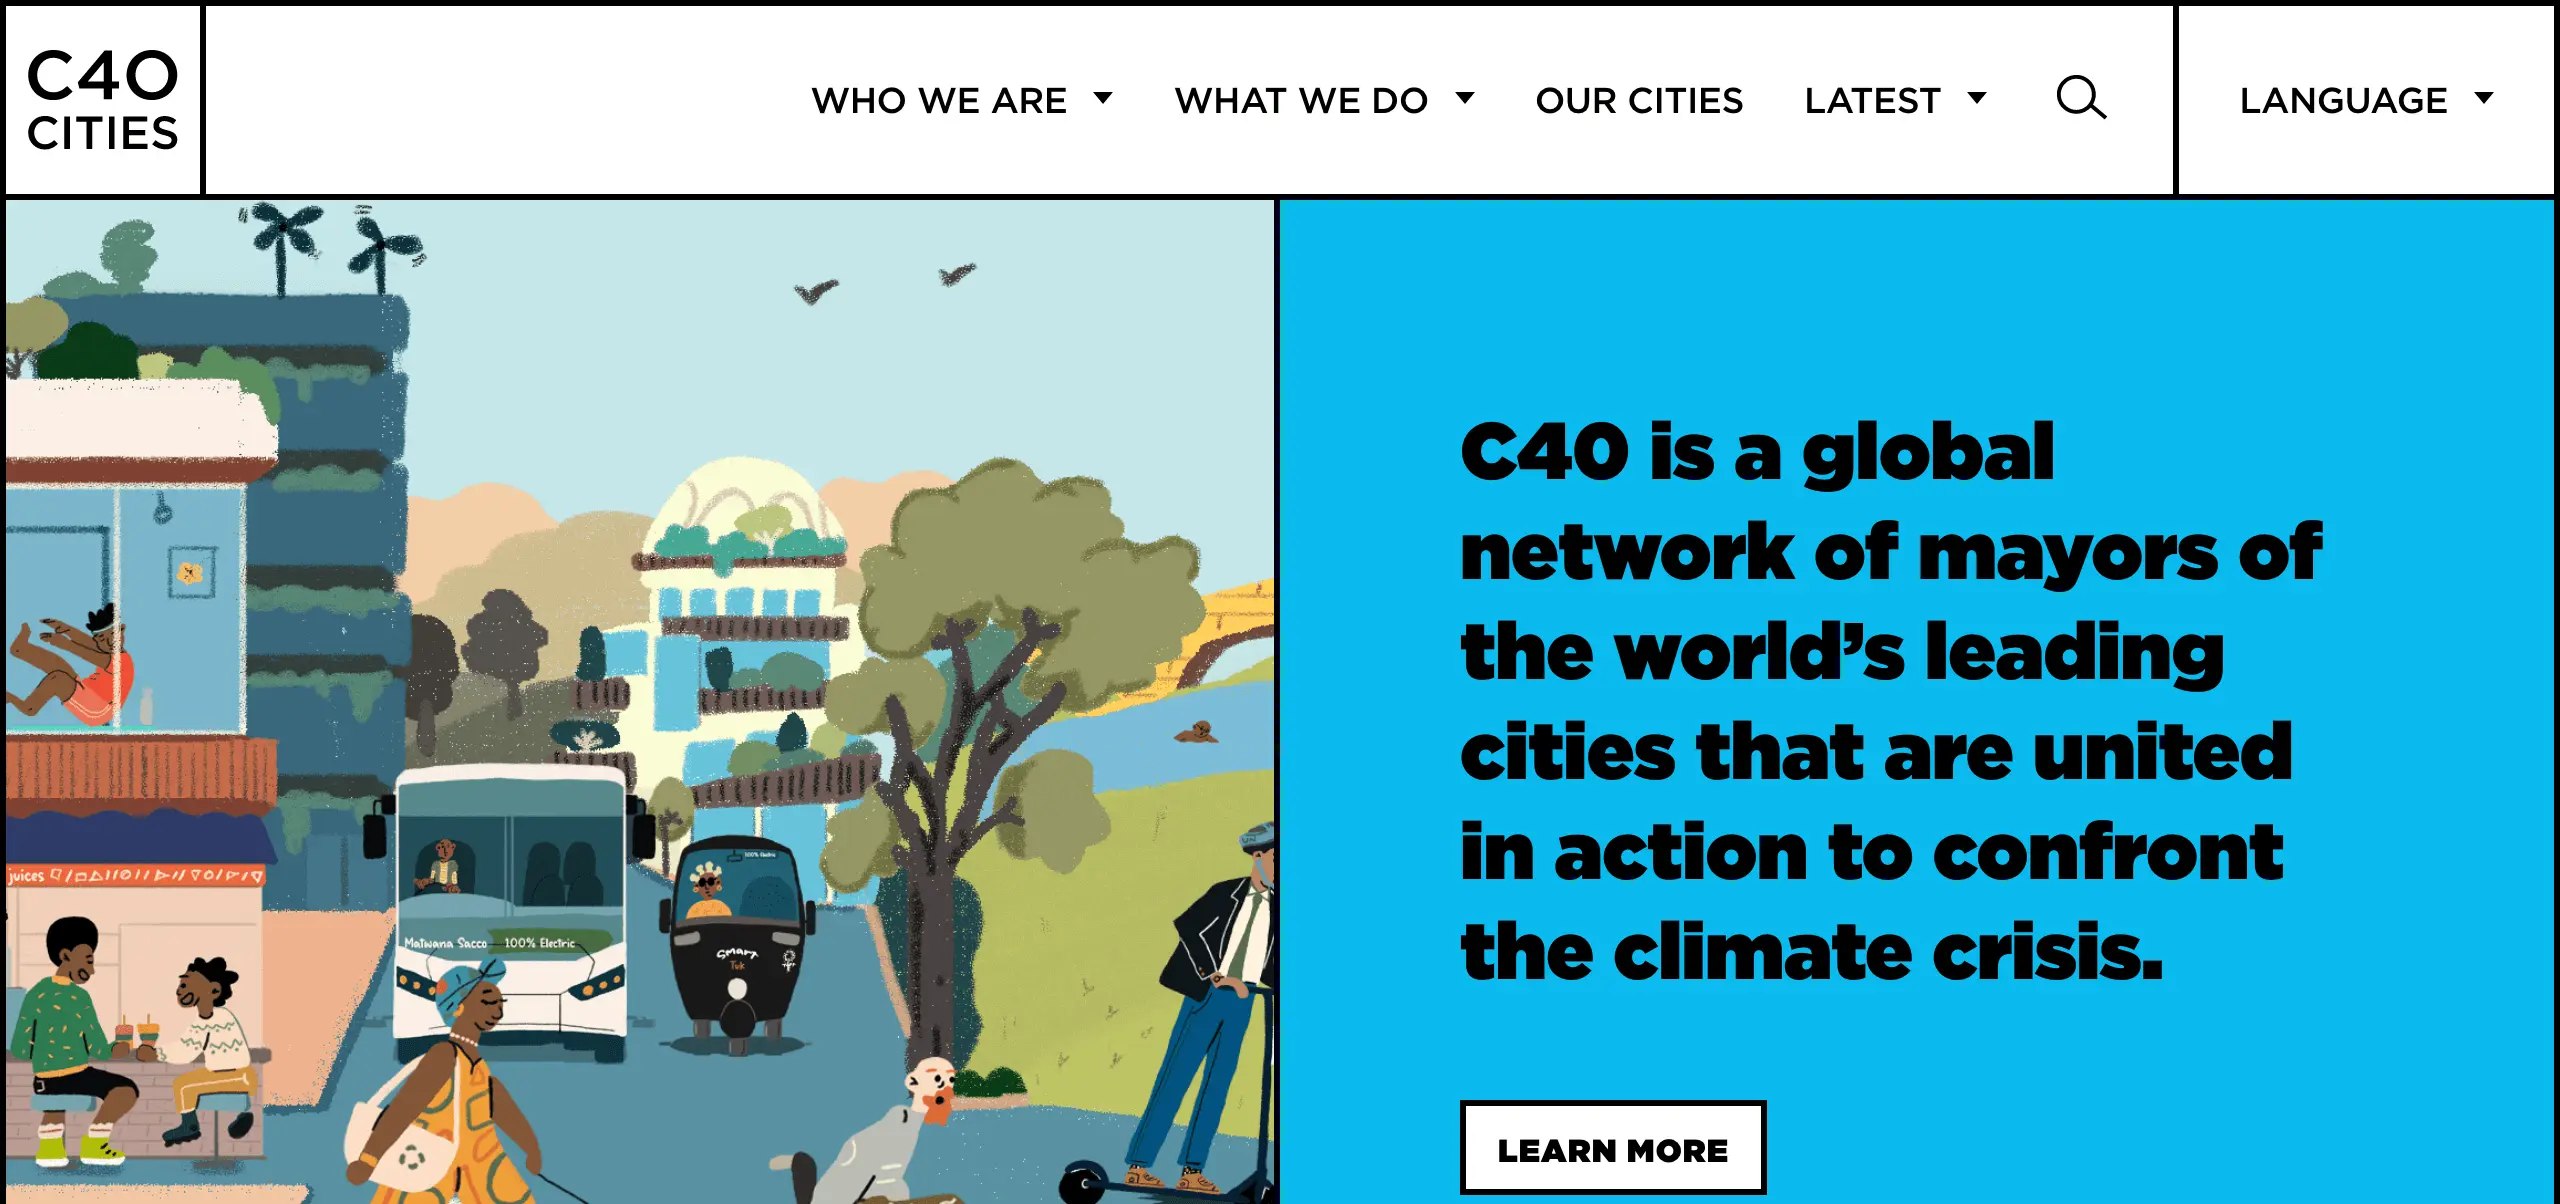 C40
CITIES
WHO WE ARE
WHAT WE DO
OUR CITIES
LATEST
LANGUAGE
C40 is a global
network of mayors of
the world’s leading
cities that are united
in action to confront
the climate crisis.
LEARN MORE
juices
100% Electric
Matwana Sacco 100% Electric
Smart
Tuk